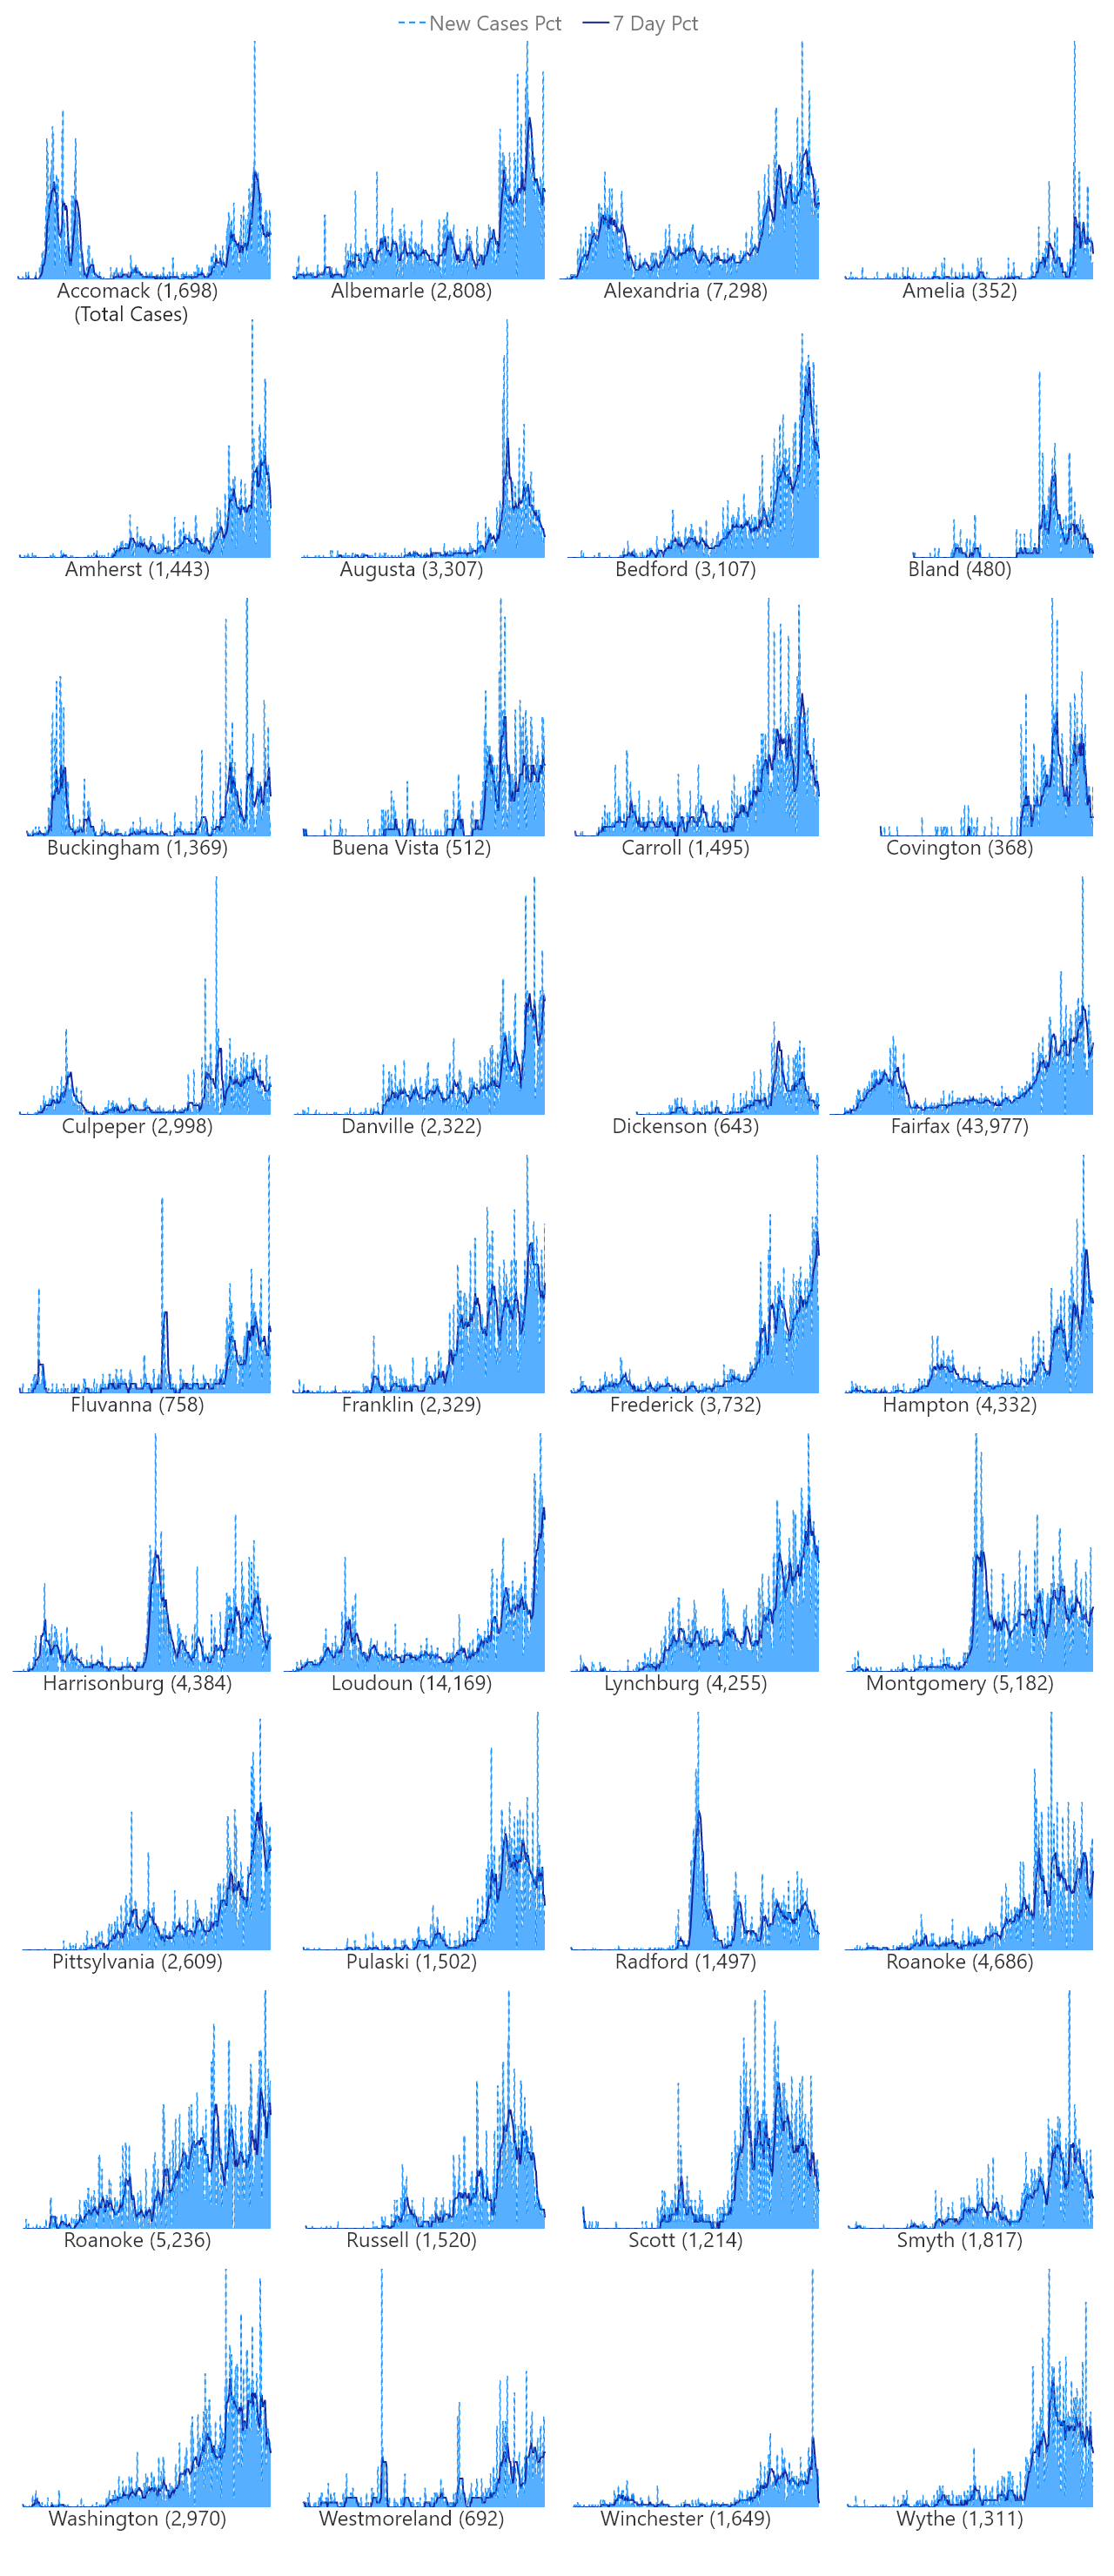 New Cases Pct 7 Day Pct
Accomack (1,698) Albemarle (2,808) Alexandria (7,298) Amelia (352)
(Total Cases)
Amherst (1,443) Augusta (3,307) Bedford (3,107) Bland (480)
Buckingham (1,369) Buena Vista (512) Carroll (1,495) Covington (368)
Culpeper (2,998) Danville (2,322) Dickenson (643) Fairfax (43,977)
Fluvanna (758) Franklin (2,329) Frederick (3,732) Hampton (4,332)
Harrisonburg (4,384) Loudoun (14,169) Lynchburg (4,255) Montgomery (5,182)
Pittsylvania (2,609) Pulaski (1,502) Radford (1,497) Roanoke (4,686)
Roanoke (5,236) Russell (1,520) Scott (1,214) Smyth (1,817)
Washington (2,970) Westmoreland (692) Winchester (1,649) Wythe (1,311)